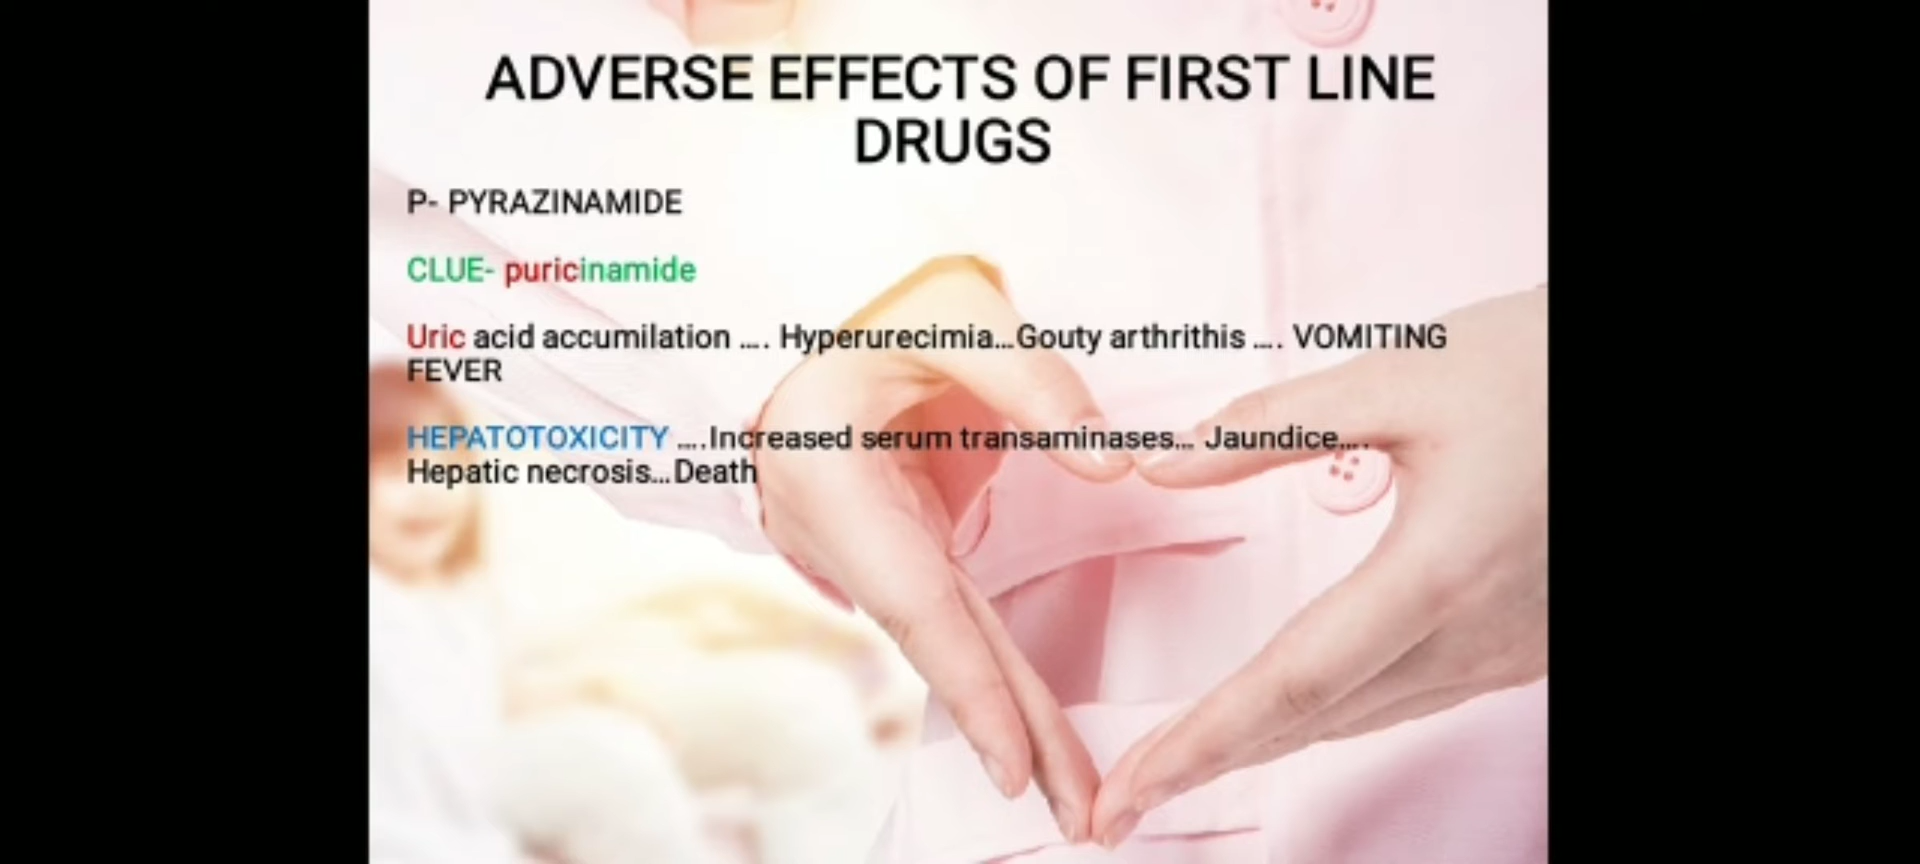 ADVERSE EFFECTS OF FIRST LINE
DRUGS
P- PYRAZINAMIDE
CLUE- puricinamide
Uric acid accumilation .... Hyperurecimia...Gouty arthrithis .... VOMITING
FEVER
HEPATOTOXICITY ....Increased serum transaminases... Jaundice....
Hepatic necrosis...Death